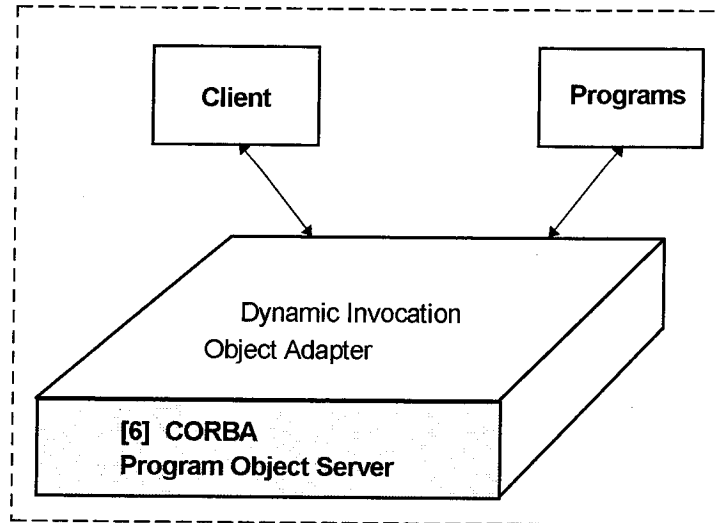 Client
Programs
Dynamic Invocation
Object Adapter
[6] CORBA
Program Object Server